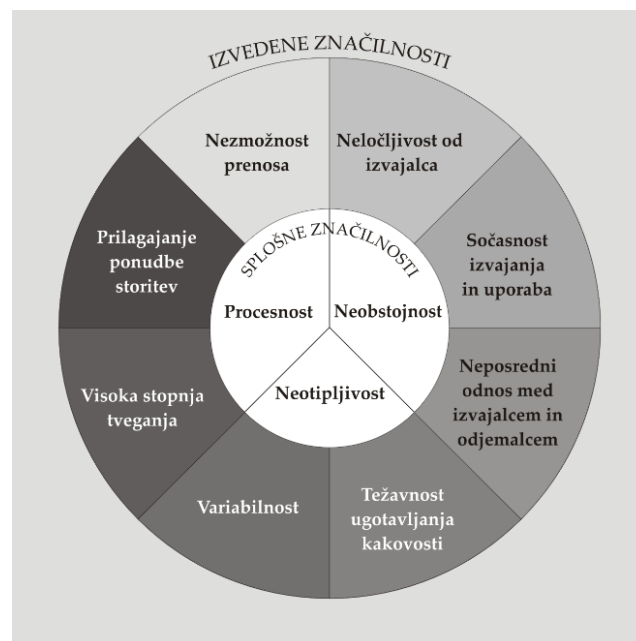 IZVEDENE ZNAČILNOSTI
Nezmožnost
prenosa
Neločljivost od
izvajalca
Prilagajanje
ponudbe
storitev
SPLOŠNE ZNAČILNOSTI
Sočasnost
izvajanja
in uporaba
Procesnost
Neobstojnost
Neotipljivost
Visoka stopnja
tveganja
Neposredni
odnos med
izvajalcem in
odjemalcem
Variabilnost
Težavnost
ugotavljanja
kakovosti